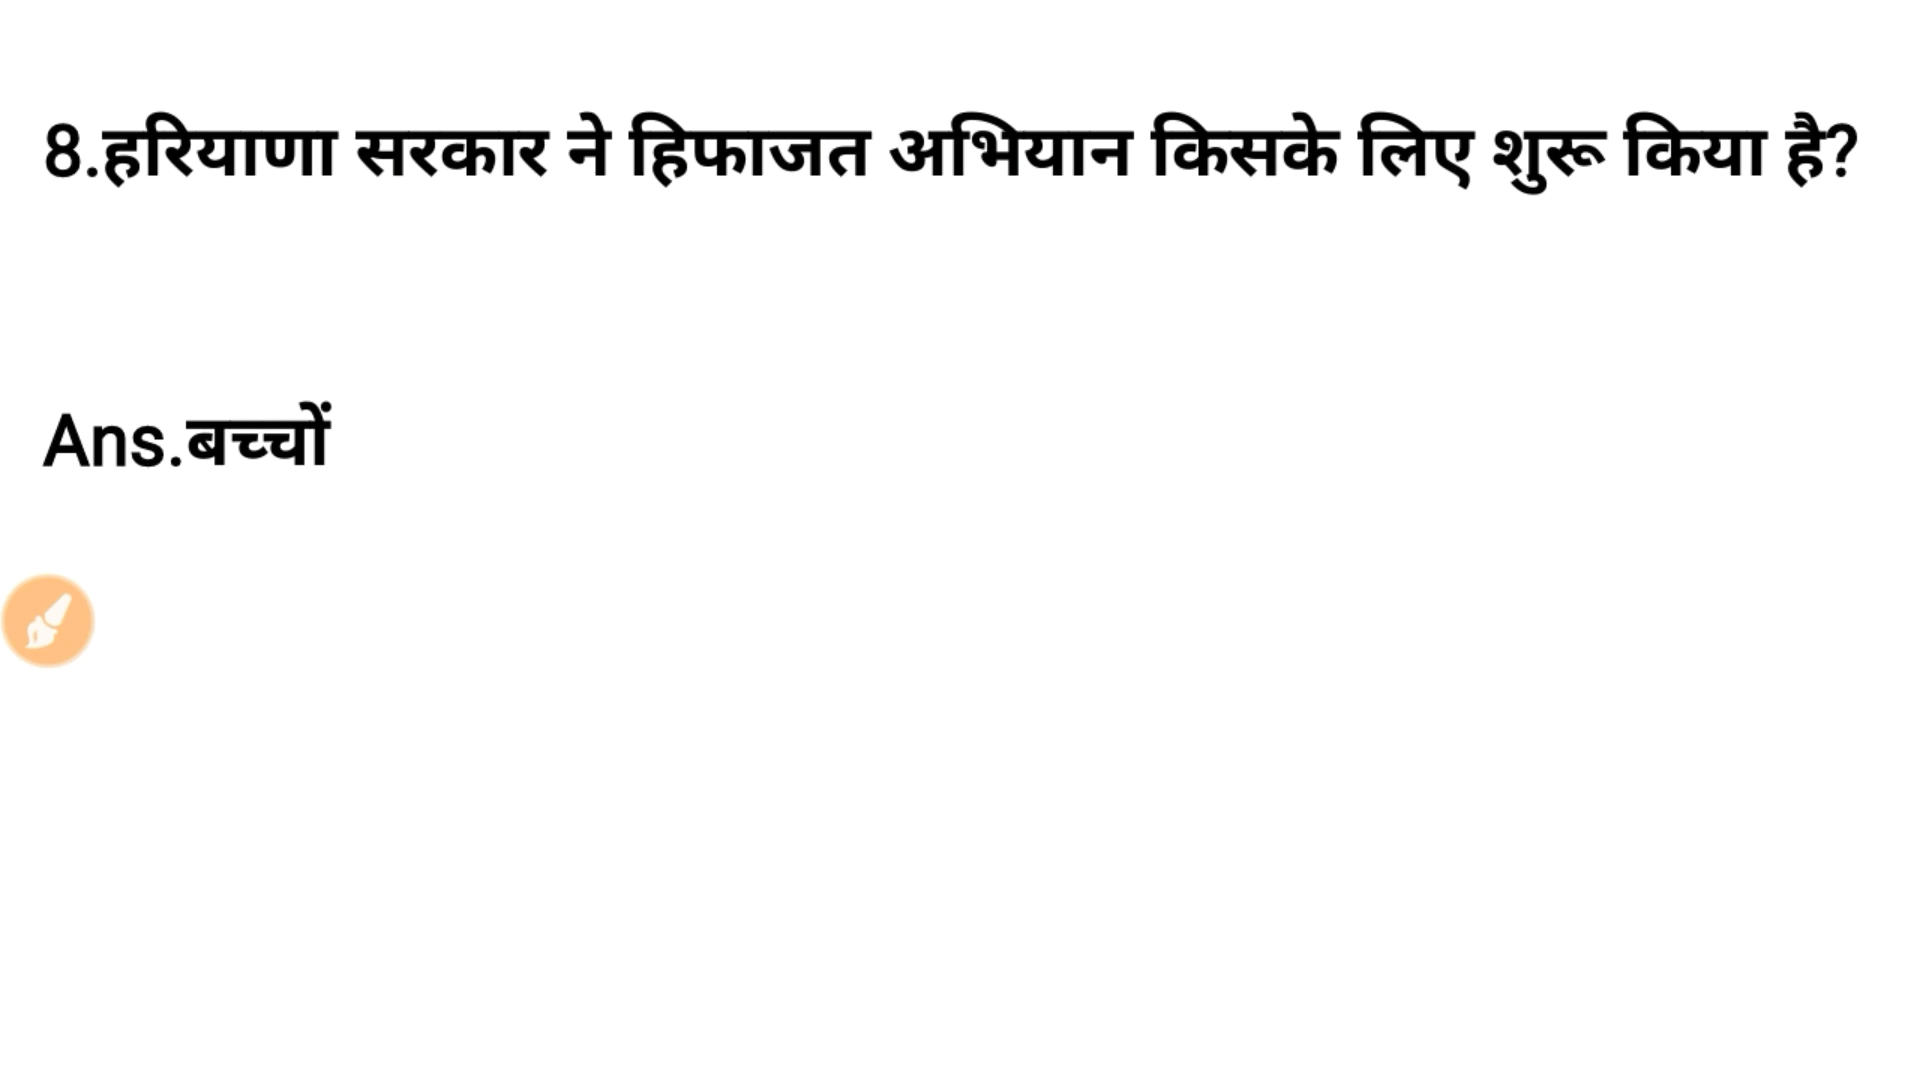 8.हरियाणा सरकार ने हिफाजत अभियान किसके लिए शुरू किया है?
Ans.बच्चों